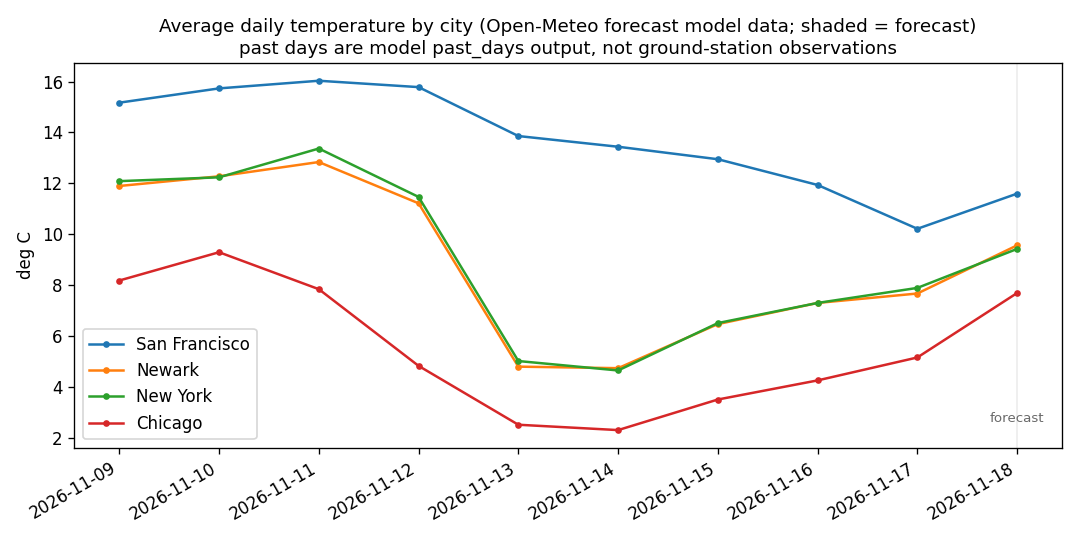 Average daily temperature by city (Open-Meteo forecast model data; shaded = forecast)
past days are model past_days output, not ground-station observations
deg C
16
14
12
10
8
6
4
2
San Francisco
Newark
New York
Chicago
forecast
2026-11-09
2026-11-10
2026-11-11
2026-11-12
2026-11-13
2026-11-14
2026-11-15
2026-11-16
2026-11-17
2026-11-18